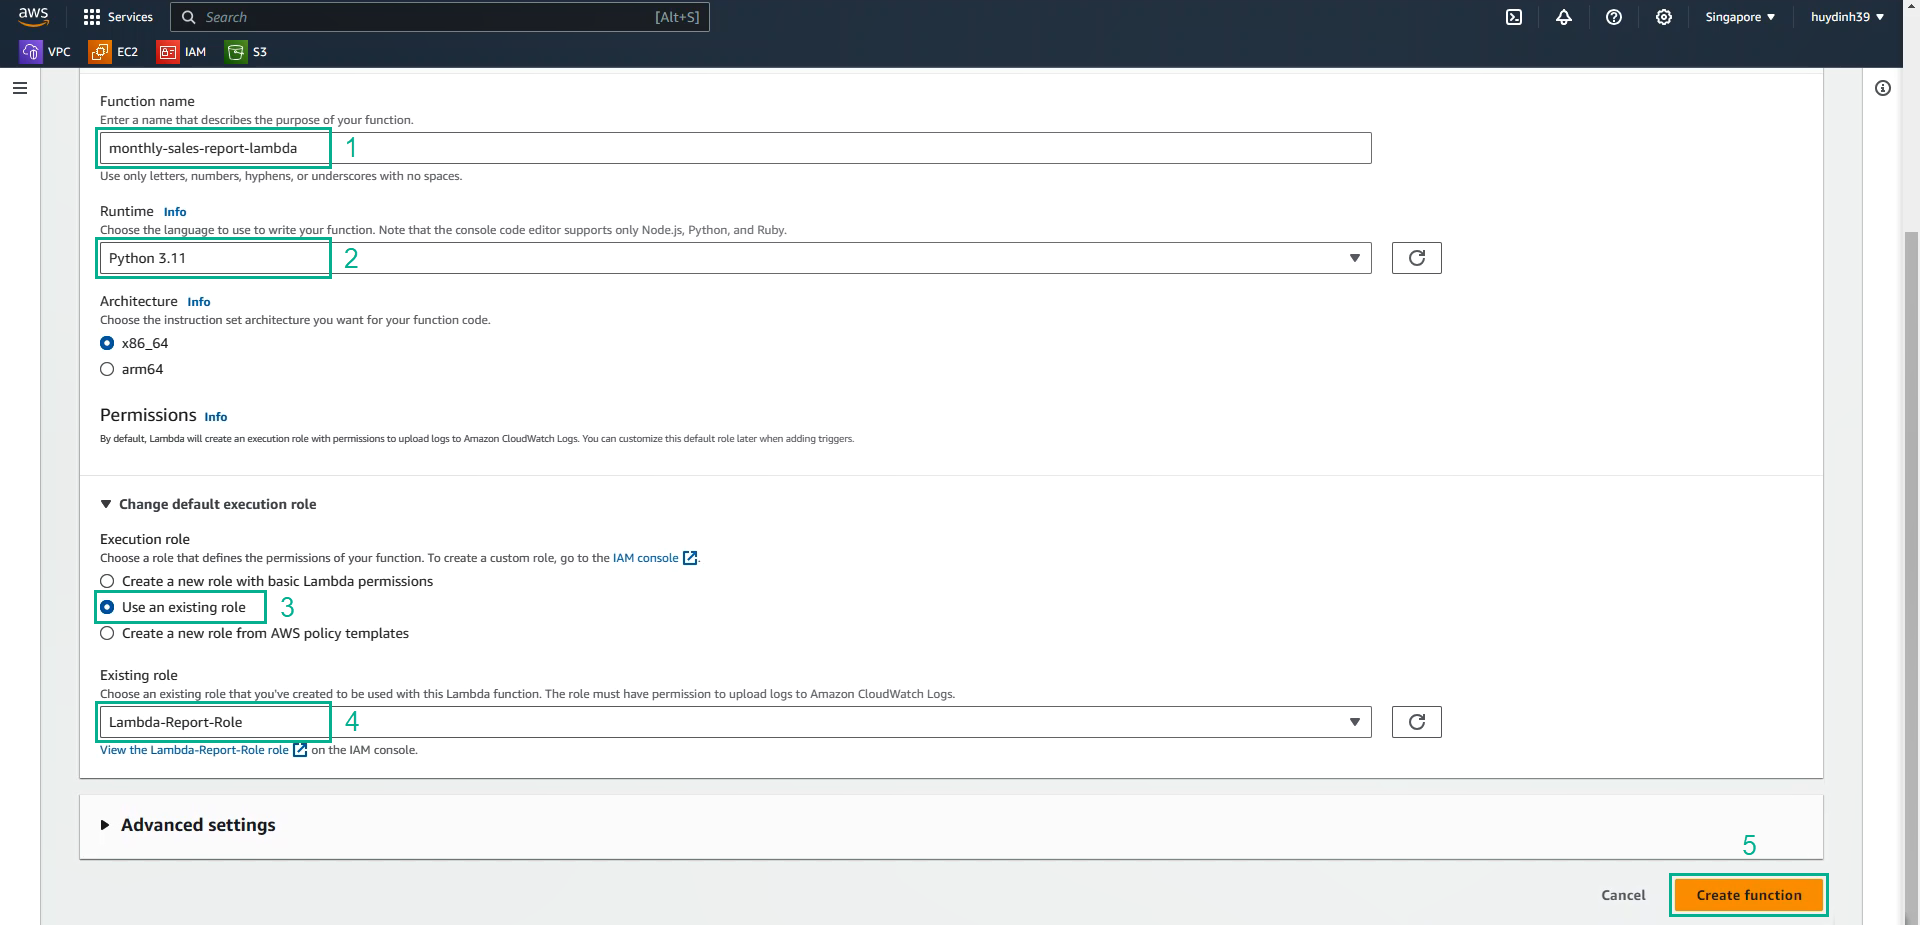 aws Services Search [Alt+S] Singapore huydinh39
VPC EC2 IAM S3
Function name
Enter a name that describes the purpose of your function.
monthly-sales-report-lambda 1
Use only letters, numbers, hyphens, or underscores with no spaces.
Runtime Info
Choose the language to use to write your function. Note that the console code editor supports only Node.js, Python, and Ruby.
Python 3.11 2
Architecture Info
Choose the instruction set architecture you want for your function code.
x86_64
arm64
Permissions Info
By default, Lambda will create an execution role with permissions to upload logs to Amazon CloudWatch Logs. You can customize this default role later when adding triggers.
Change default execution role
Execution role
Choose a role that defines the permissions of your function. To create a custom role, go to the IAM console.
Create a new role with basic Lambda permissions
Use an existing role 3
Create a new role from AWS policy templates
Existing role
Choose an existing role that you've created to be used with this Lambda function. The role must have permission to upload logs to Amazon CloudWatch Logs.
Lambda-Report-Role 4
View the Lambda-Report-Role role on the IAM console.
Advanced settings
5
Cancel Create function